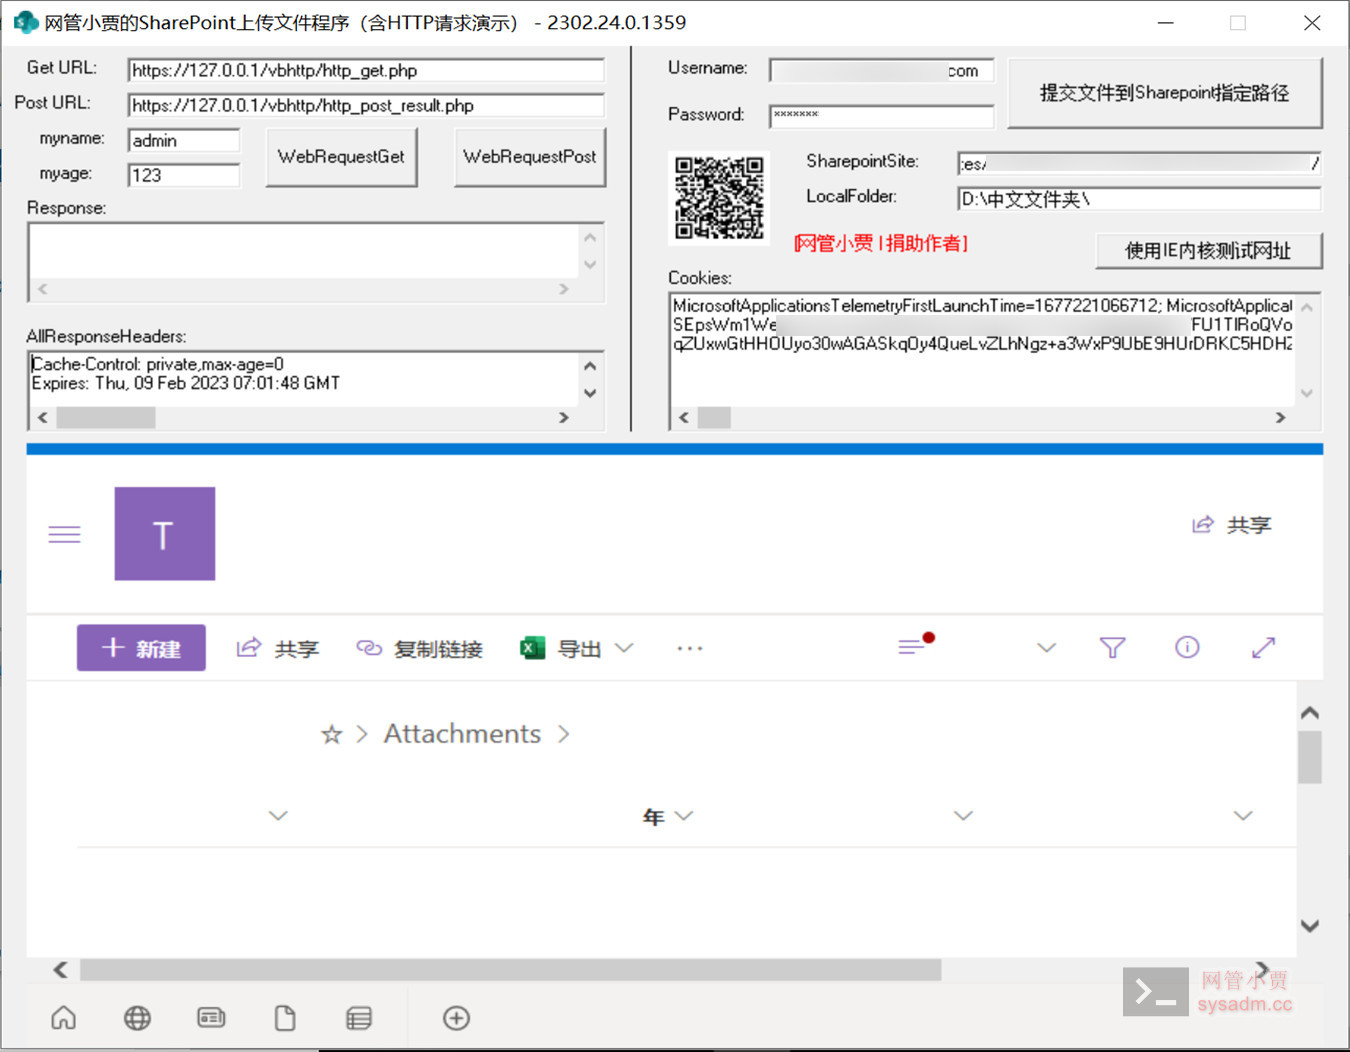 网管小贾的SharePoint上传文件程序（含HTTP请求演示） - 2302.24.0.1359
Get URL:
https://127.0.0.1/vbhttp/http_get.php
Post URL:
https://127.0.0.1/vbhttp/http_post_result.php
myname:
admin
myage:
123
WebRequestGet
WebRequestPost
Response:
AllResponseHeaders:
Cache-Control: private,max-age=0
Expires: Thu, 09 Feb 2023 07:01:48 GMT
Username:
com
Password:
*******
提交文件到Sharepoint指定路径
SharepointSite:
:es/ /
LocalFolder:
D:\中文文件夹\
[网管小贾 | 捐助作者]
使用IE内核测试网址
Cookies:
MicrosoftApplicationsTelemetryFirstLaunchTime=1677221066712; MicrosoftApplicat
SEpsWm1We FU1TlRoQVo
qZUxwGtHHOUyo30wAGASkqOy4QueLvZLhNgz+a3WxP9UbE9HUrDRKC5HDHZ
T
共享
新建
共享
复制链接
导出
Attachments
年
网管小贾
sysadm.cc